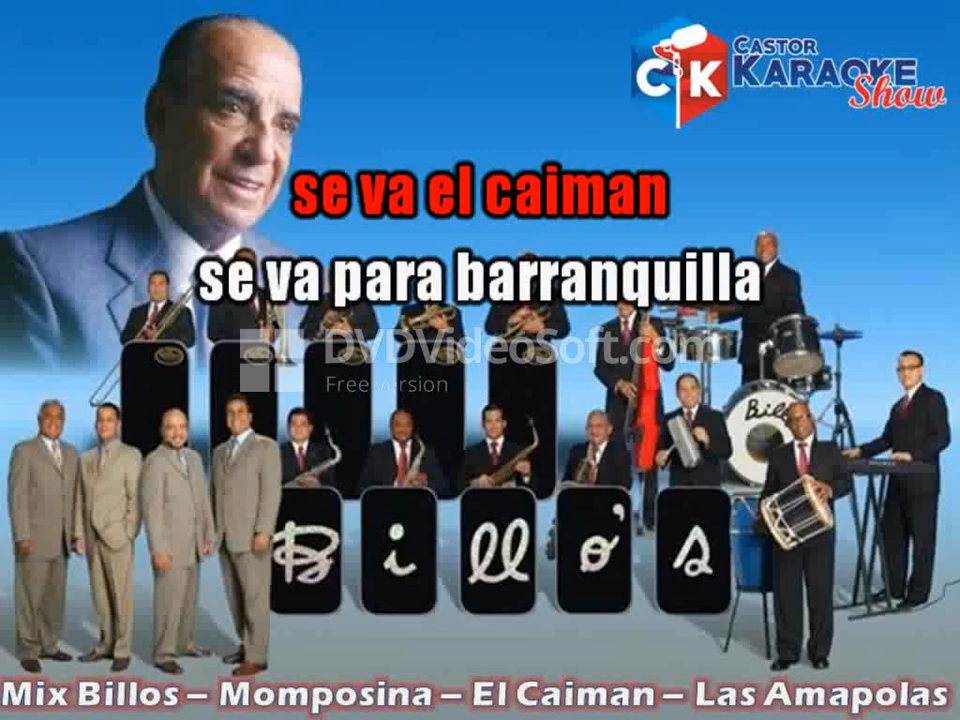 CK CASTOR
KARAOKE
Show
se va el caiman
se va para barranquilla
DVDVideoSoft.com
Free version
Billo's
Mix Billos – Momposina – El Caiman – Las Amapolas